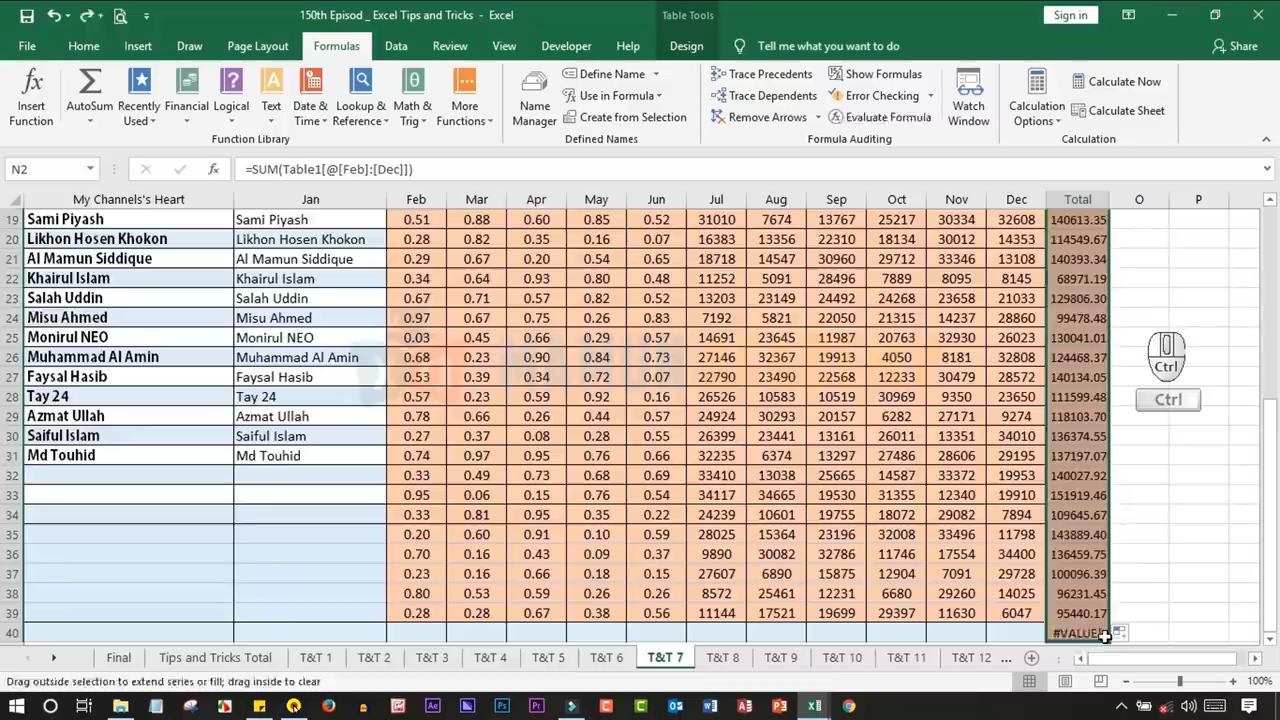 150th Episod _ Excel Tips and Tricks - Excel
Table Tools
Sign in
File Home Insert Draw Page Layout Formulas Data Review View Developer Help Design Tell me what you want to do Share
Insert Function
AutoSum
Recently Used
Financial
Logical
Text
Date & Time
Lookup & Reference
Math & Trig
More Functions
Function Library
Name Manager
Define Name
Use in Formula
Create from Selection
Defined Names
Trace Precedents
Trace Dependents
Remove Arrows
Show Formulas
Error Checking
Evaluate Formula
Formula Auditing
Watch Window
Calculation Options
Calculate Now
Calculate Sheet
Calculation
N2 fx =SUM(Table1[@[Feb]:[Dec]])
My Channels's Heart Jan Feb Mar Apr May Jun Jul Aug Sep Oct Nov Dec Total O P
19 Sami Piyash Sami Piyash 0.51 0.88 0.60 0.85 0.52 31010 7674 13767 25217 30334 32608 140613.35
20 Likhon Hosen Khokon Likhon Hosen Khokon 0.28 0.82 0.35 0.16 0.07 16383 13356 22310 18134 30012 14353 114549.67
21 Al Mamun Siddique Al Mamun Siddique 0.29 0.67 0.20 0.54 0.65 18718 14547 30960 29712 33346 13108 140393.34
22 Khairul Islam Khairul Islam 0.34 0.64 0.93 0.80 0.48 11252 5091 28496 7889 8095 8145 68971.19
23 Salah Uddin Salah Uddin 0.67 0.71 0.57 0.82 0.52 13203 23149 24492 24268 23658 21033 129806.30
24 Misu Ahmed Misu Ahmed 0.97 0.67 0.75 0.26 0.83 7192 5821 22050 21315 14237 28860 99478.48
25 Monirul NEO Monirul NEO 0.03 0.45 0.66 0.29 0.57 14691 23645 11987 20763 32930 26023 130041.01
26 Muhammad Al Amin Muhammad Al Amin 0.68 0.23 0.90 0.84 0.73 27146 32367 19913 4050 8181 32808 124468.37
27 Faysal Hasib Faysal Hasib 0.53 0.39 0.34 0.72 0.07 22790 23490 22568 12233 30479 28572 140134.05
28 Tay 24 Tay 24 0.57 0.23 0.59 0.92 0.16 26526 10583 10519 30969 9350 23650 111599.48
29 Azmat Ullah Azmat Ullah 0.78 0.66 0.26 0.44 0.57 24924 30293 20157 6282 27171 9274 118103.70
30 Saiful Islam Saiful Islam 0.27 0.37 0.08 0.28 0.55 26399 23441 13161 26011 13351 34010 136374.55
31 Md Touhid Md Touhid 0.74 0.97 0.95 0.76 0.66 32235 6374 13297 27486 28606 29195 137197.07
32 0.33 0.49 0.73 0.68 0.69 33410 13038 25665 14587 33372 19953 140027.92
33 0.95 0.06 0.15 0.76 0.54 34117 34665 19530 31355 12340 19910 151919.46
34 0.33 0.81 0.95 0.35 0.22 24239 10601 19755 18072 29082 7894 109645.67
35 0.20 0.60 0.91 0.10 0.59 28025 15364 23166 32008 33496 11798 143889.40
36 0.70 0.16 0.43 0.09 0.37 9890 30082 32786 11746 17554 34400 136459.75
37 0.23 0.16 0.66 0.18 0.15 27607 6890 15875 12904 7091 29728 100096.39
38 0.80 0.53 0.59 0.26 0.26 8572 25461 12231 6680 29260 14025 96231.45
39 0.28 0.28 0.67 0.38 0.56 11144 17521 19699 29397 11630 6047 95440.17
40 #VALUE!
Ctrl
Ctrl
Final Tips and Tricks Total T&T 1 T&T 2 T&T 3 T&T 4 T&T 5 T&T 6 T&T 7 T&T 8 T&T 9 T&T 10 T&T 11 T&T 12 ...
Drag outside selection to extend series or fill; drag inside to clear 100%